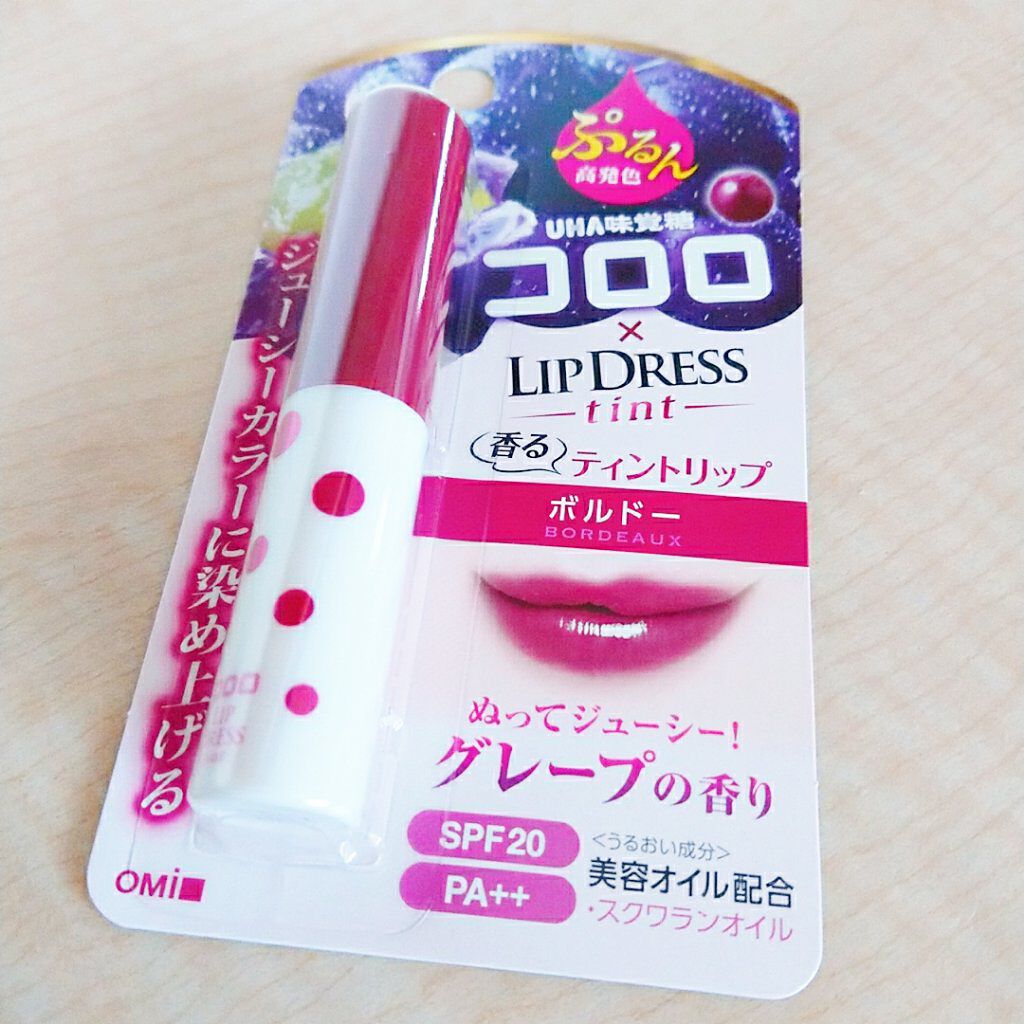 ぷるん
高発色
UHA味覚糖
コロロ
×
LIPDRESS
tint
香る
ティントリップ
ボルドー
BORDEAUX
ジューシーカラーに染め上げる
ぬってジューシー!
グレープの香り
SPF20
PA++
<うるおい成分>
美容オイル配合
・スクワランオイル
OMi